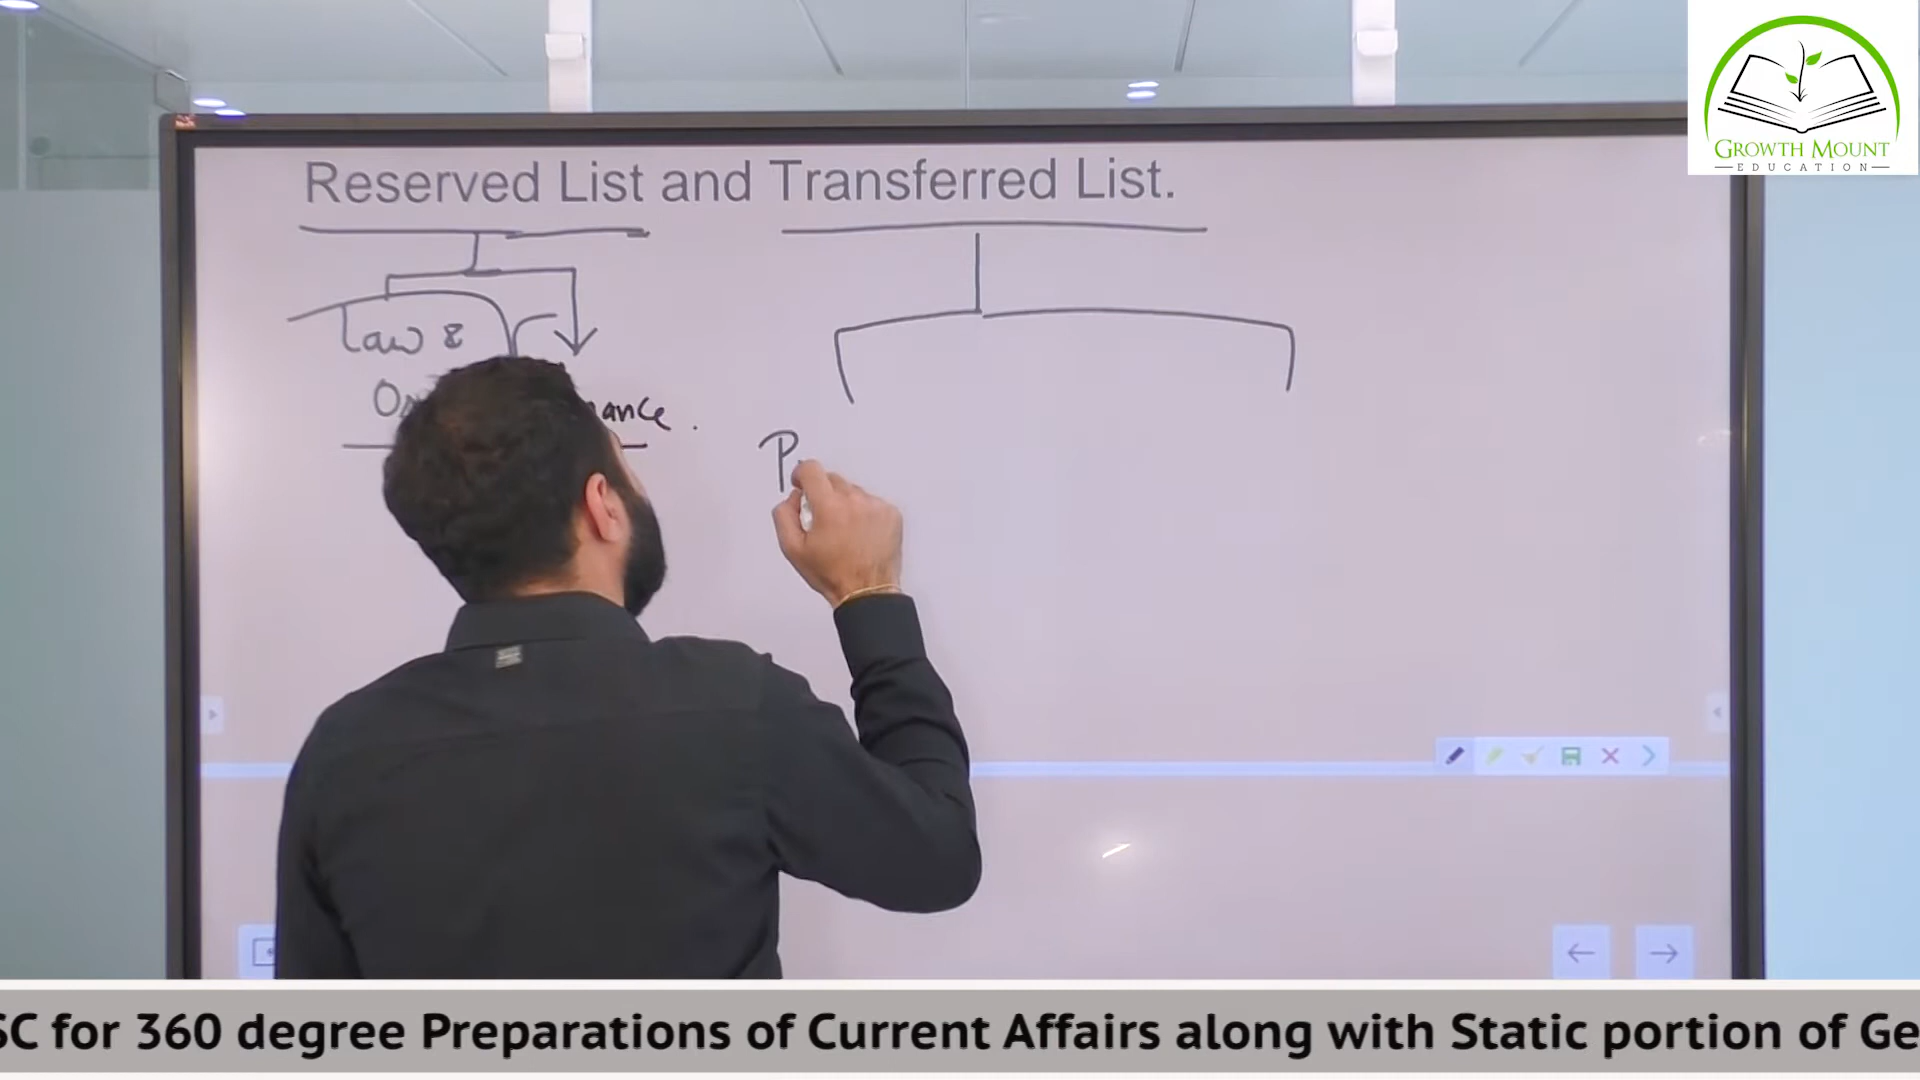 GROWTH MOUNT
EDUCATION
Reserved List and Transferred List.
Law &
SC for 360 degree Preparations of Current Affairs along with Static portion of Ge